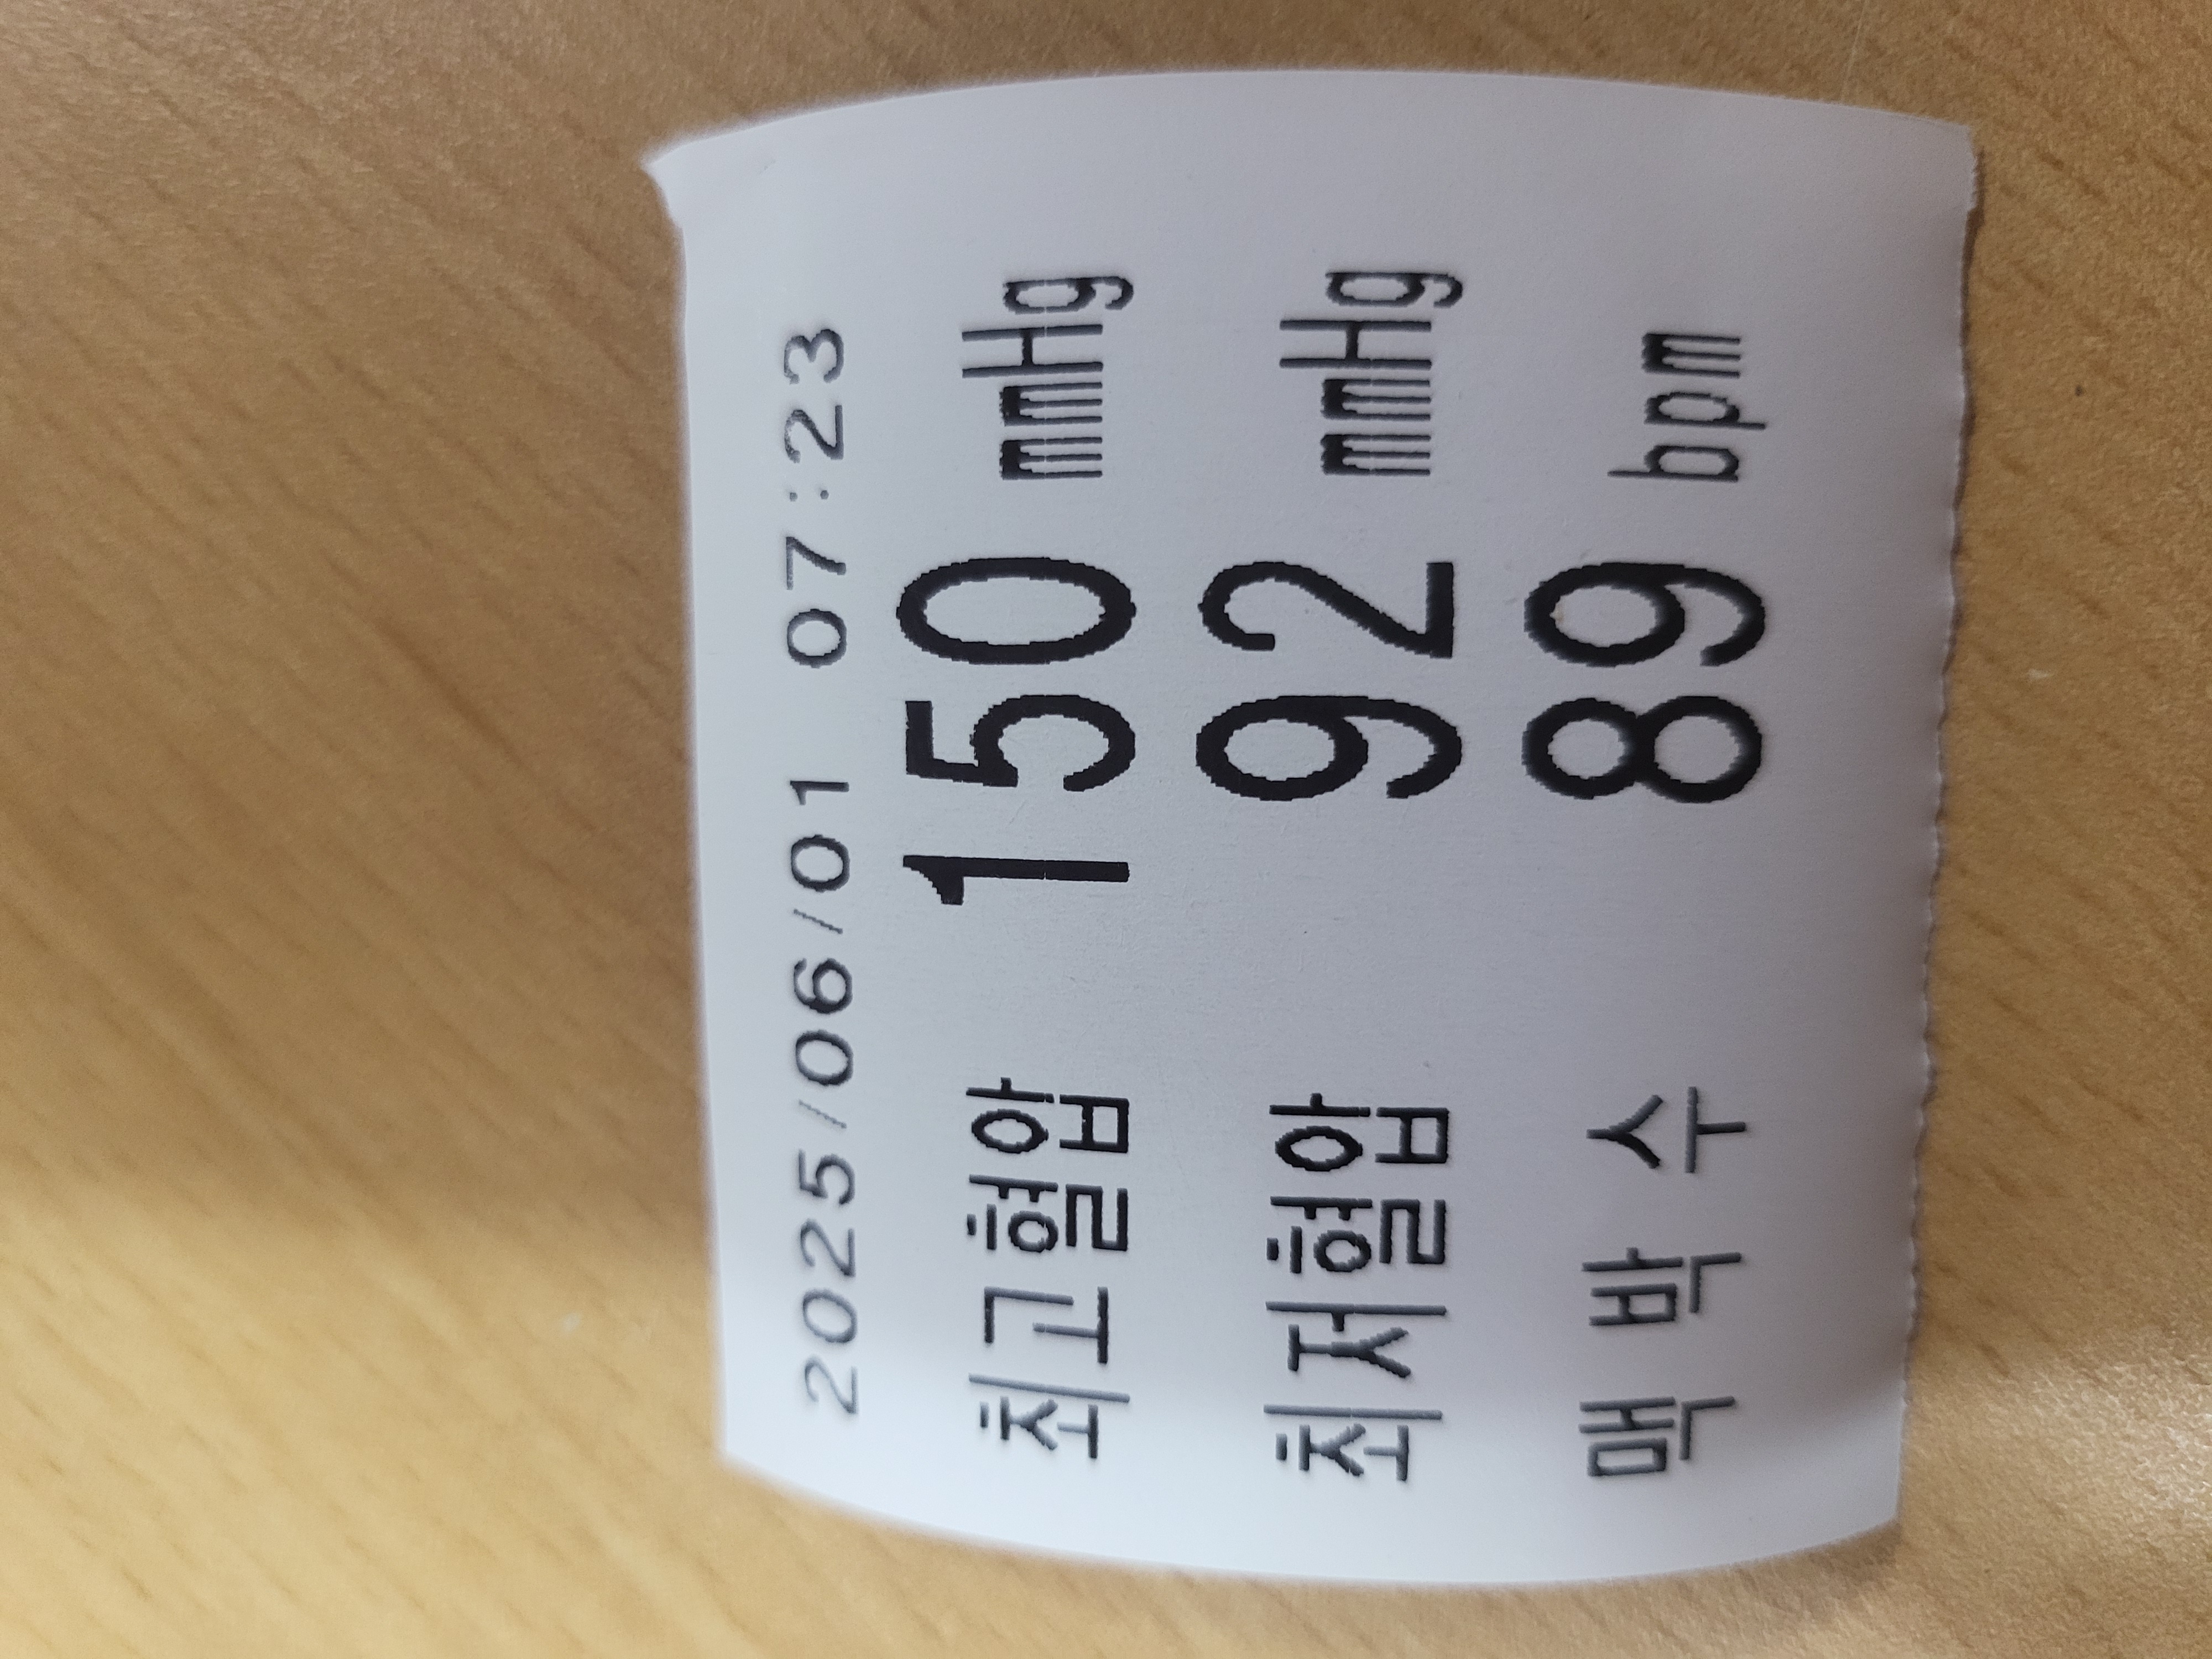 2025/06/01 07:23
최고혈압 150 mmHg
최저혈압 92 mmHg
맥 박 수 89 bpm